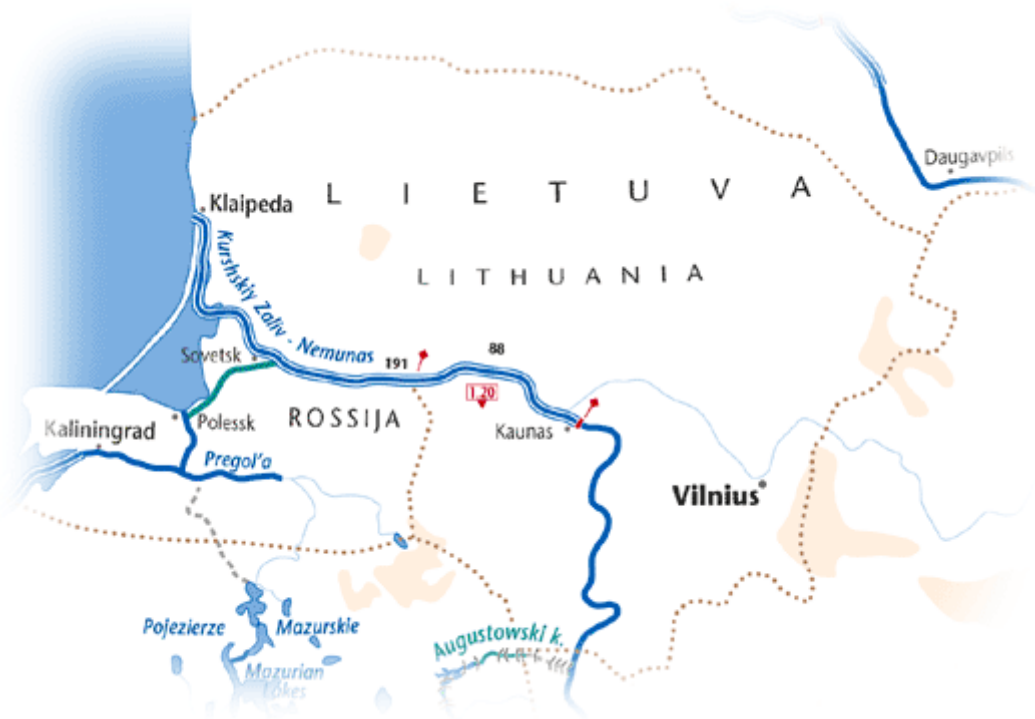 Daugavpils
Klaipeda
LIETUVA
LITHUANIA
Kurshskiy Zaliv - Nemunas
191
88
1.20
Sovetsk
Polessk
ROSSIJA
Kaliningrad
Pregol'a
Kaunas
Vilnius
Pojezierze
Mazurskie
Mazurian
Lakes
Augustowski k.